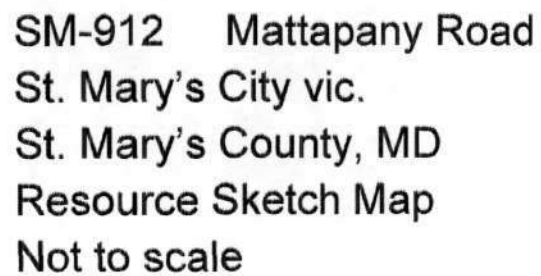 SM-912 Mattapany Road
St. Mary's City vic.
St. Mary's County, MD
Resource Sketch Map
Not to scale